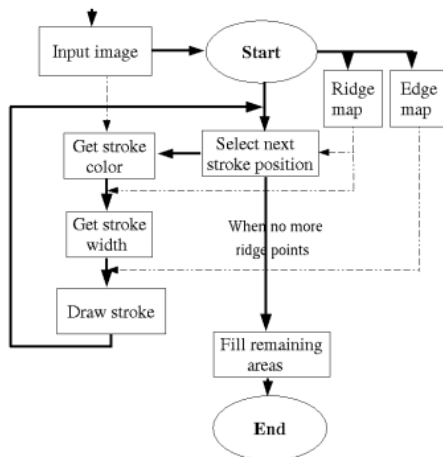 Input image
Start
Ridge
map
Edge
map
Get stroke
color
Select next
stroke position
Get stroke
width
When no more
ridge points
Draw stroke
Fill remaining
areas
End